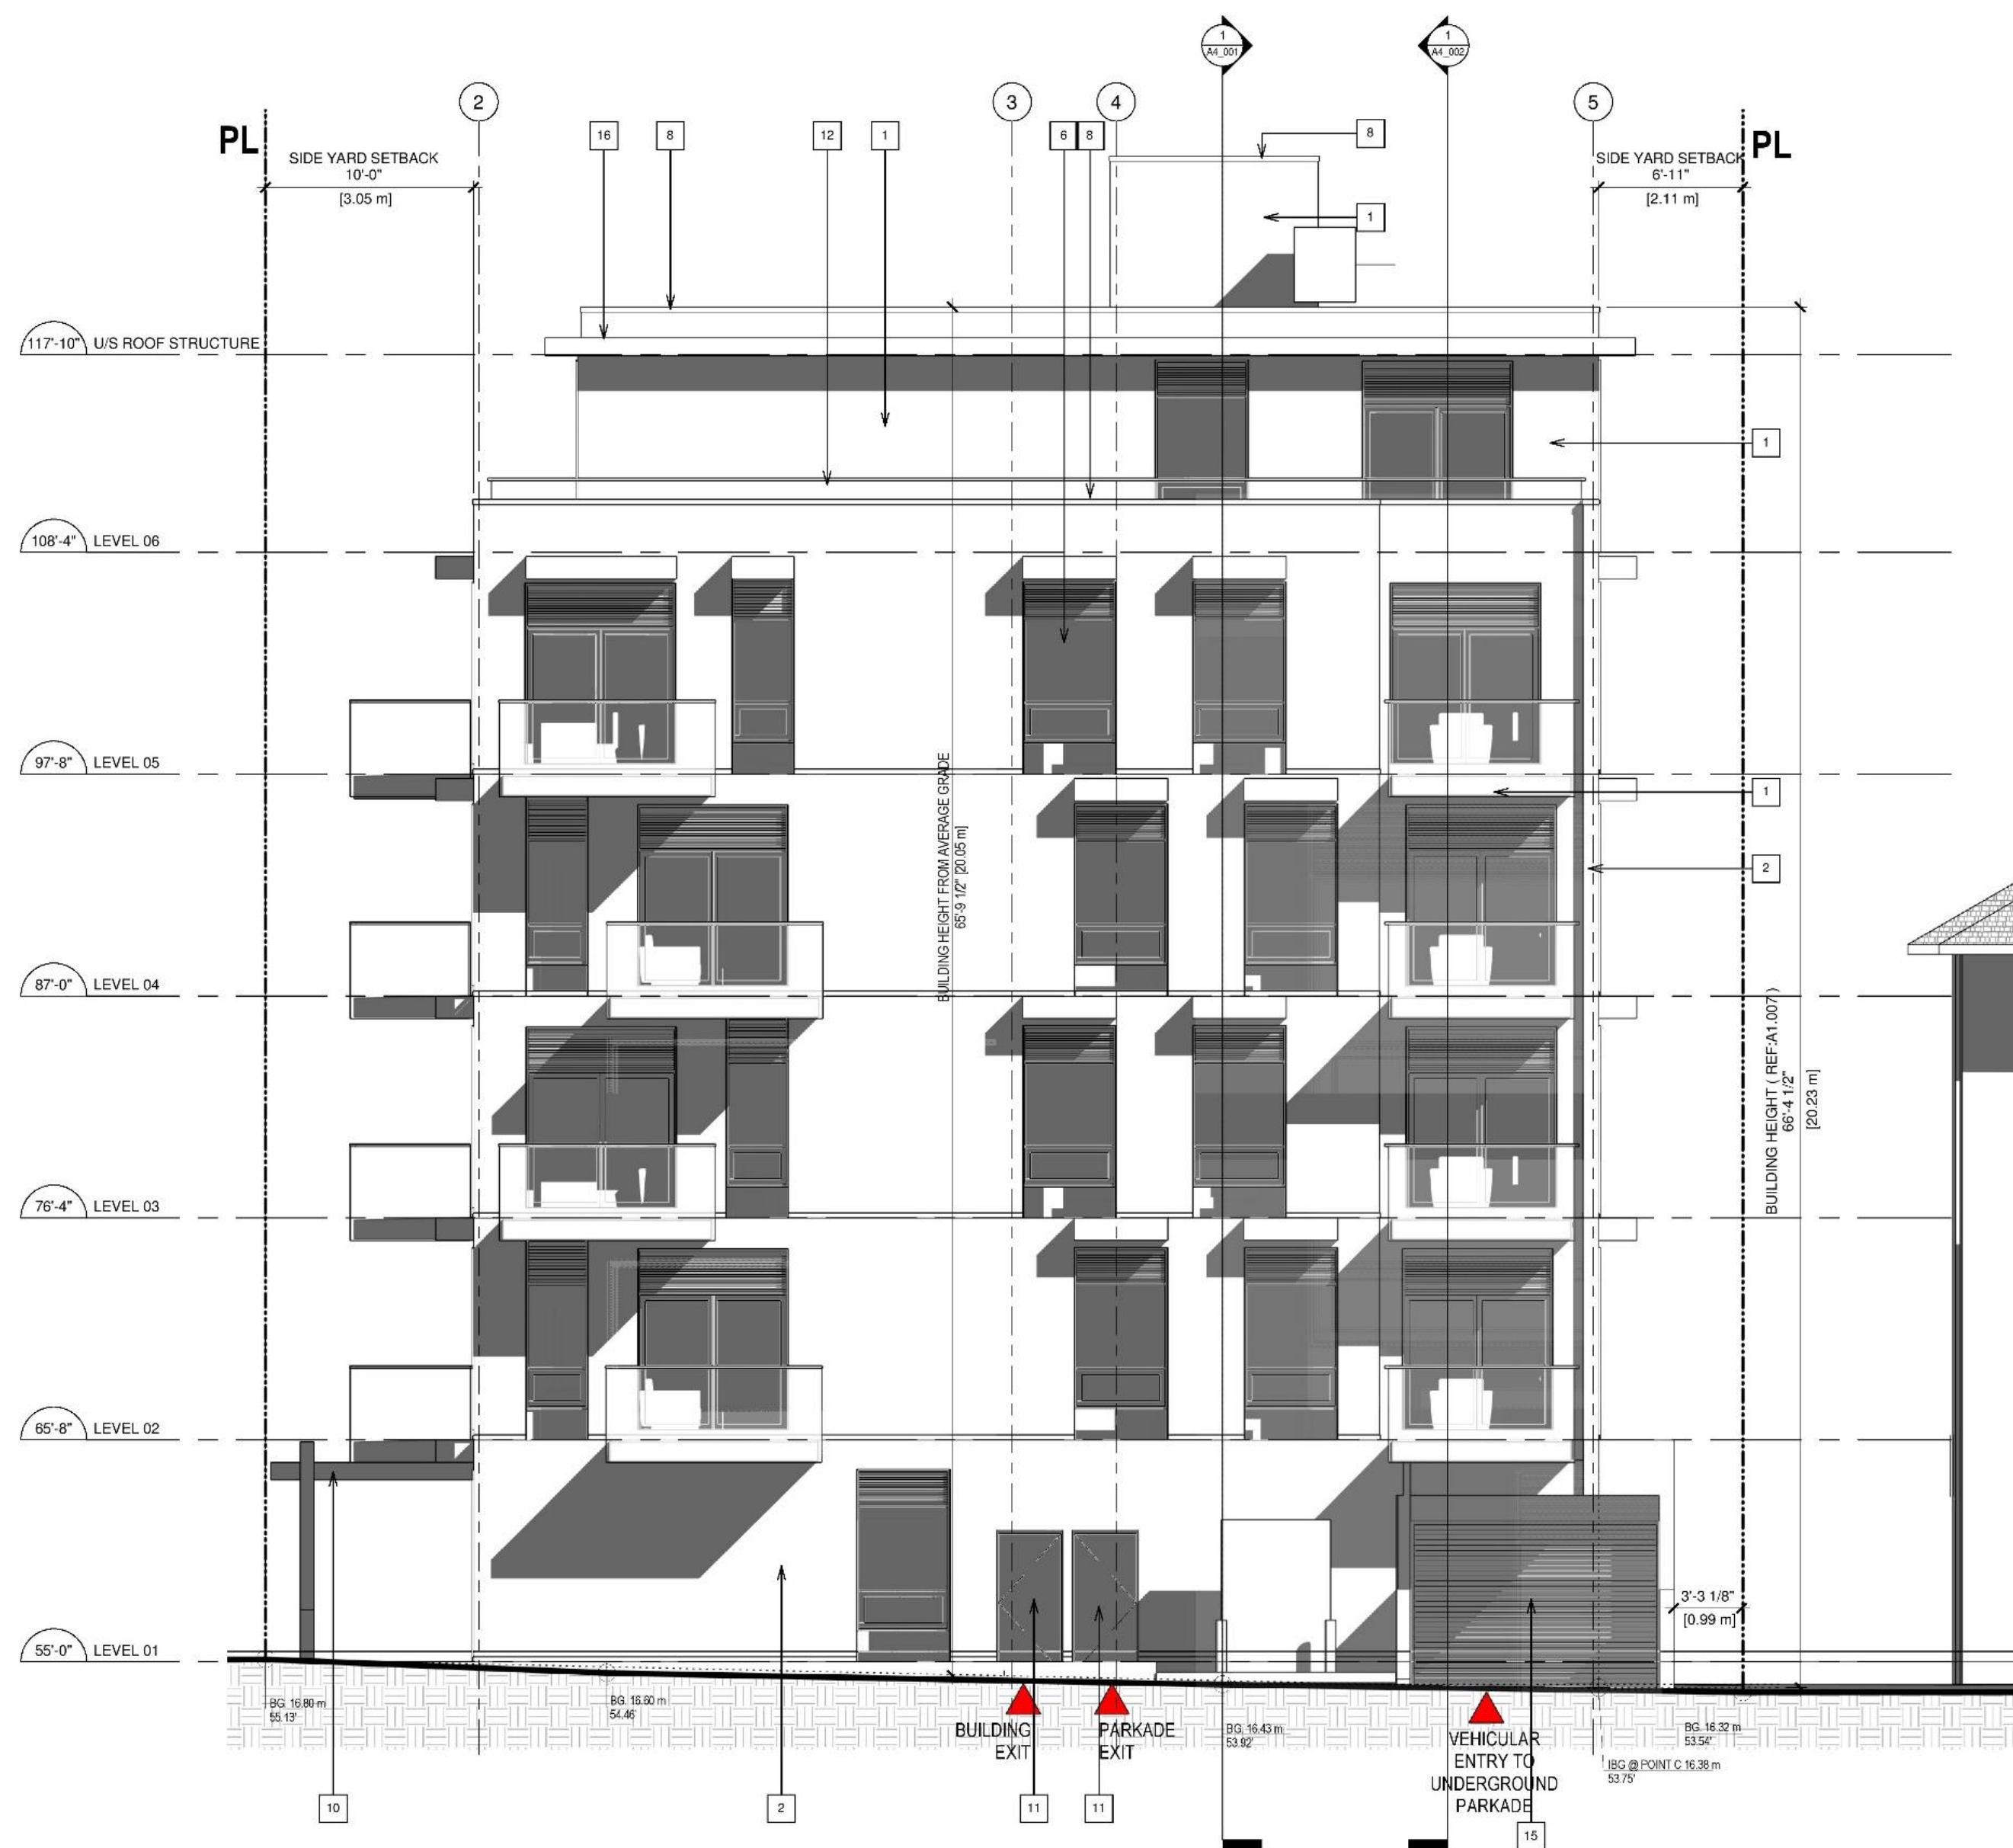 1
A4_001
1
A4_002
2
3
4
5
PL
PL
SIDE YARD SETBACK
10'-0"
[3.05 m]
16
8
12
1
6
8
8
1
SIDE YARD SETBACK
6'-11"
[2.11 m]
117'-10" U/S ROOF STRUCTURE
1
108'-4" LEVEL 06
97'-8" LEVEL 05
1
BUILDING HEIGHT FROM AVERAGE GRADE
65'-9 1/2" [20.05 m]
2
87'-0" LEVEL 04
BUILDING HEIGHT ( REF:A1.007 )
66'-4 1/2"
[20.23 m]
76'-4" LEVEL 03
65'-8" LEVEL 02
3'-3 1/8"
[0.99 m]
55'-0" LEVEL 01
BG. 16.80 m
55.13'
BG. 16.60 m
54.46'
BUILDING
EXIT
PARKADE
EXIT
BG. 16.43 m
53.92'
VEHICULAR
ENTRY TO
UNDERGROUND
PARKADE
BG. 16.32 m
53.54'
IBG @ POINT C 16.38 m
53.75'
10
2
11
11
15